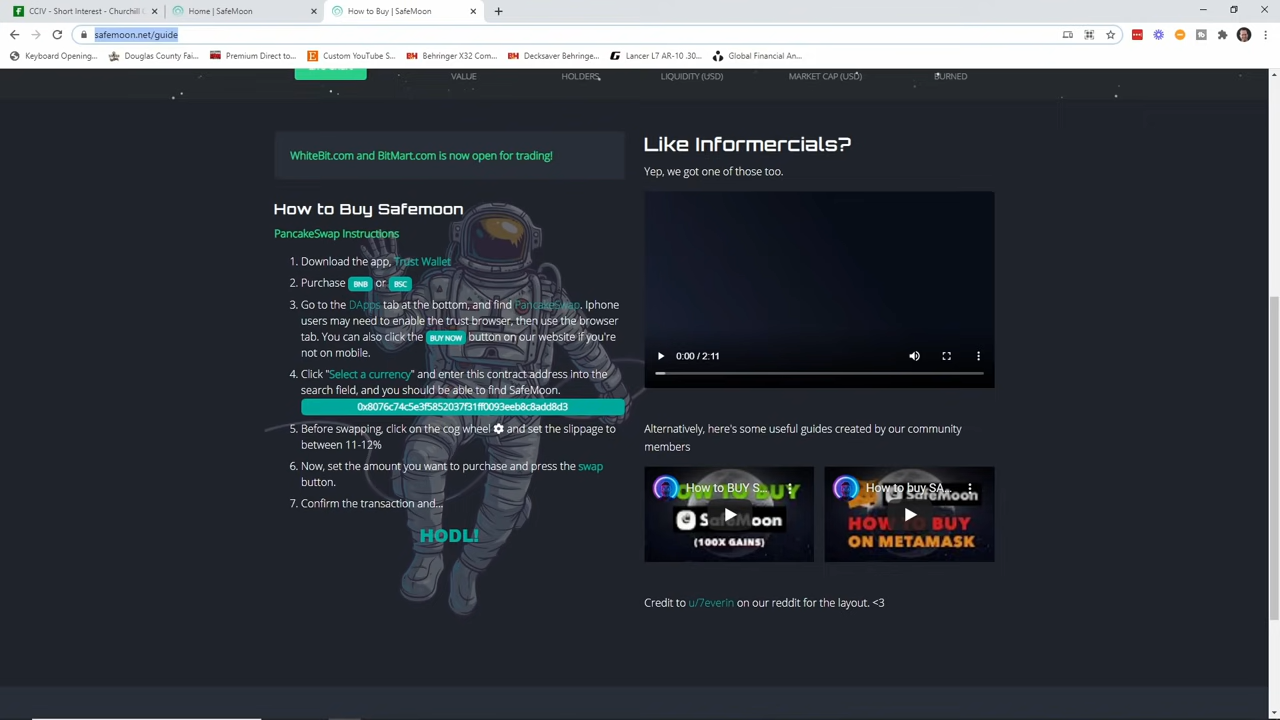 CCIV - Short Interest - Churchill C
Home | SafeMoon
How to Buy | SafeMoon
safemoon.net/guide
Keyboard Opening...
Douglas County Fai...
Premium Direct to...
Custom YouTube S...
Behringer X32 Com...
Decksaver Behringe...
Lancer L7 AR-10 .30...
Global Financial An...
VALUE
HOLDERS
LIQUIDITY (USD)
MARKET CAP (USD)
BURNED
WhiteBit.com and BitMart.com is now open for trading!
How to Buy Safemoon
PancakeSwap Instructions
1. Download the app, Trust Wallet
2. Purchase BNB or BSC
3. Go to the DApps tab at the bottom, and find PancakeSwap. Iphone
users may need to enable the trust browser, then use the browser
tab. You can also click the BUY NOW button on our website if you're
not on mobile.
4. Click "Select a currency" and enter this contract address into the
search field, and you should be able to find SafeMoon.
0x8076c74c5e3f5852037f31ff0093eeb8c8add8d3
5. Before swapping, click on the cog wheel and set the slippage to
between 11-12%
6. Now, set the amount you want to purchase and press the swap
button.
7. Confirm the transaction and...
HODL!
Like Informercials?
Yep, we got one of those too.
0:00 / 2:11
Alternatively, here's some useful guides created by our community
members
How to BUY S...
HOW TO BUY
SafeMoon
(100X GAINS)
How to buy SA...
SafeMoon
HOW TO BUY
ON METAMASK
Credit to u/7everin on our reddit for the layout. <3